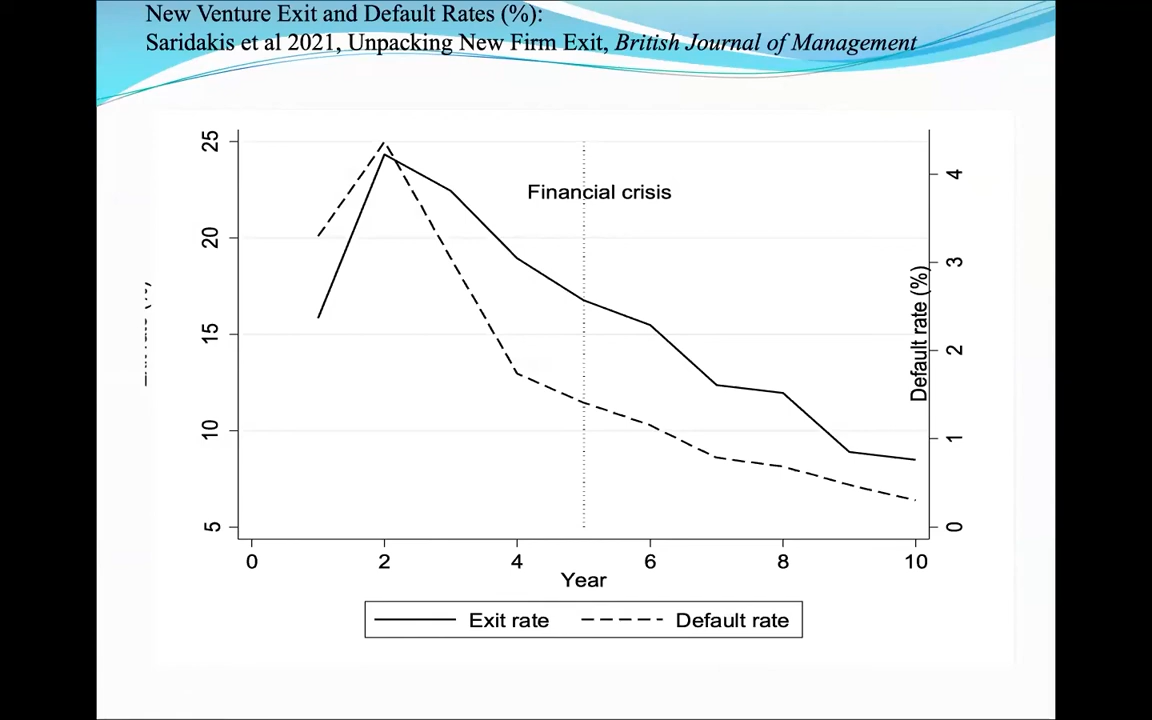 New Venture Exit and Default Rates (%):
Saridakis et al 2021, Unpacking New Firm Exit, British Journal of Management
25
20
15
10
5
Financial crisis
4
3
2
1
0
Default rate (%)
0 2 4 6 8 10
Year
Exit rate Default rate